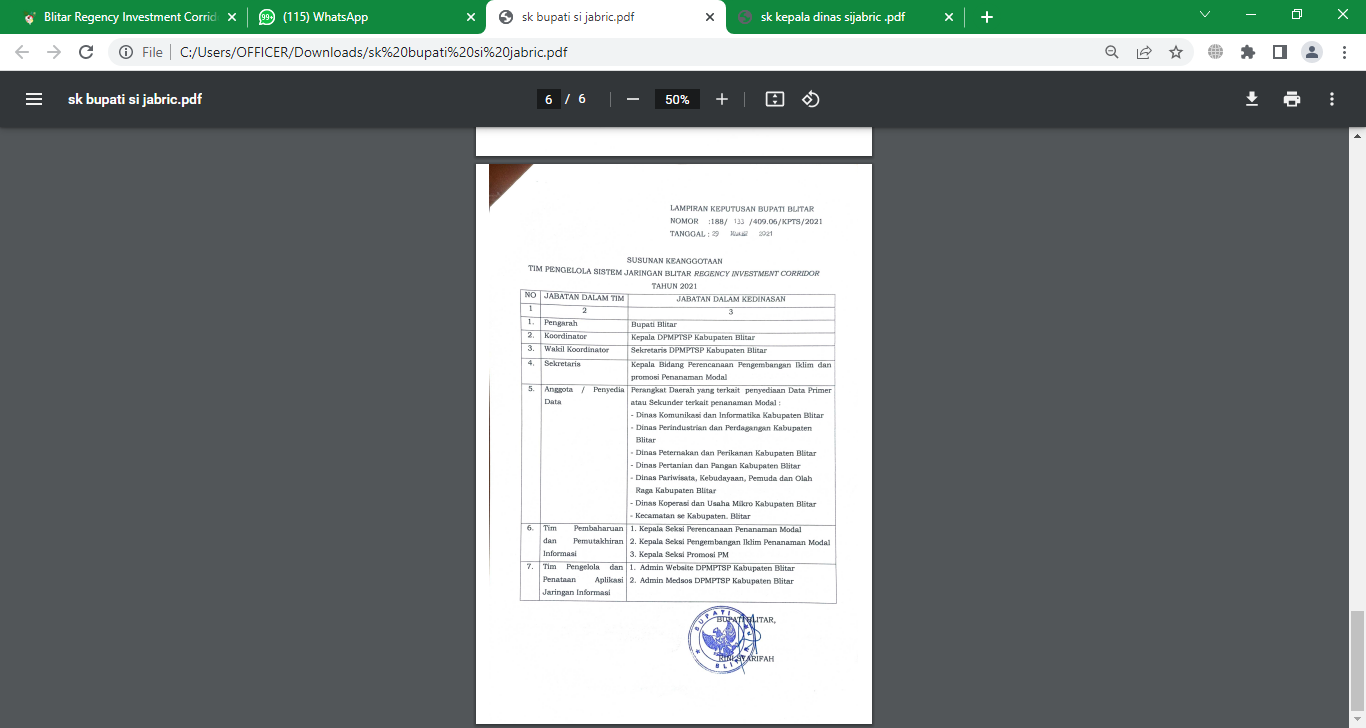 Blitar Regency Investment Corrid
99+ (115) WhatsApp
sk bupati si jabric.pdf
sk kepala dinas sijabric .pdf
File
C:/Users/OFFICER/Downloads/sk%20bupati%20si%20jabric.pdf
sk bupati si jabric.pdf
6 / 6
50%
LAMPIRAN KEPUTUSAN BUPATI BLITAR
NOMOR :188/ 133 /409.06/KPTS/2021
TANGGAL : 29 2021
SUSUNAN KEANGGOTAAN
TIM PENGELOLA SISTEM JARINGAN BLITAR REGENCY INVESTMENT CORRIDOR
TAHUN 2021
NO JABATAN DALAM TIM JABATAN DALAM KEDINASAN
1 2 3
1. Pengarah Bupati Blitar
2. Koordinator Kepala DPMPTSP Kabupaten Blitar
3. Wakil Koordinator Sekretaris DPMPTSP Kabupaten Blitar
4. Sekretaris Kepala Bidang Perencanaan Pengembangan Iklim dan
promosi Penanaman Modal
5. Anggota / Penyedia Perangkat Daerah yang terkait penyediaan Data Primer
Data atau Sekunder terkait penanaman Modal :
- Dinas Komunikasi dan Informatika Kabupaten Blitar
- Dinas Perindustrian dan Perdagangan Kabupaten
Blitar
- Dinas Peternakan dan Perikanan Kabupaten Blitar
- Dinas Pertanian dan Pangan Kabupaten Blitar
- Dinas Pariwisata, Kebudayaan, Pemuda dan Olah
Raga Kabupaten Blitar
- Dinas Koperasi dan Usaha Mikro Kabupaten Blitar
- Kecamatan se Kabupaten. Blitar
6. Tim Pembaharuan 1. Kepala Seksi Perencanaan Penanaman Modal
dan Pemutakhiran 2. Kepala Seksi Pengembangan Iklim Penanaman Modal
Informasi 3. Kepala Seksi Promosi PM
7. Tim Pengelola dan 1. Admin Website DPMPTSP Kabupaten Blitar
Penataan Aplikasi 2. Admin Medsos DPMPTSP Kabupaten Blitar
Jaringan Informasi
BUPATI BLITAR,
RINI SYARIFAH
BUPATI
BLITAR